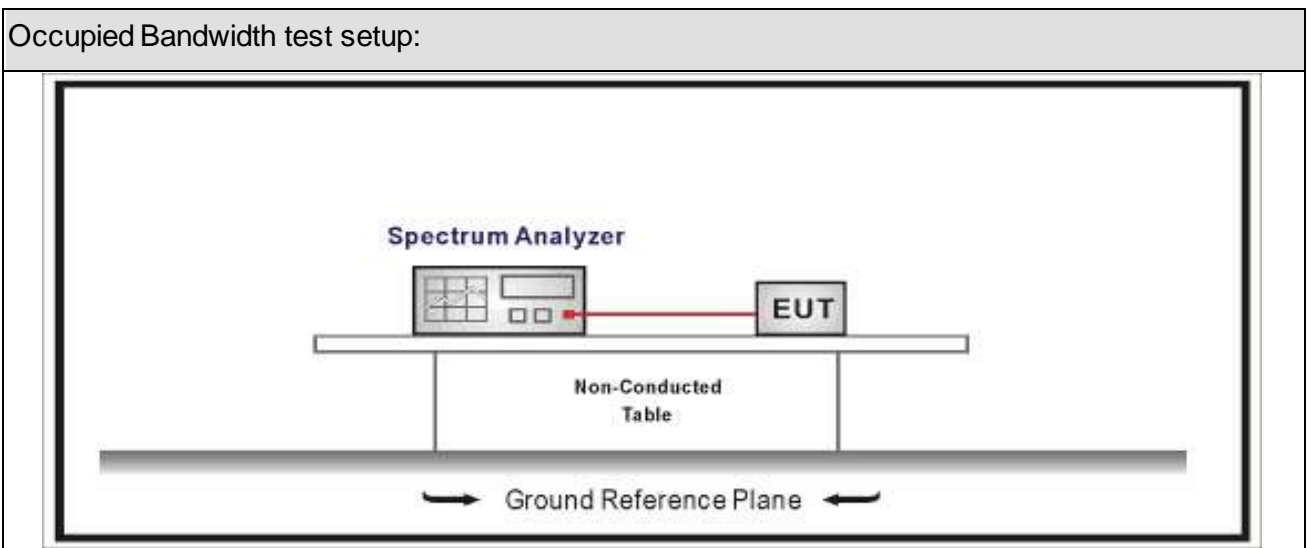 Occupied Bandwidth test setup:
Spectrum Analyzer
EUT
Non-Conducted
Table
Ground Reference Plane